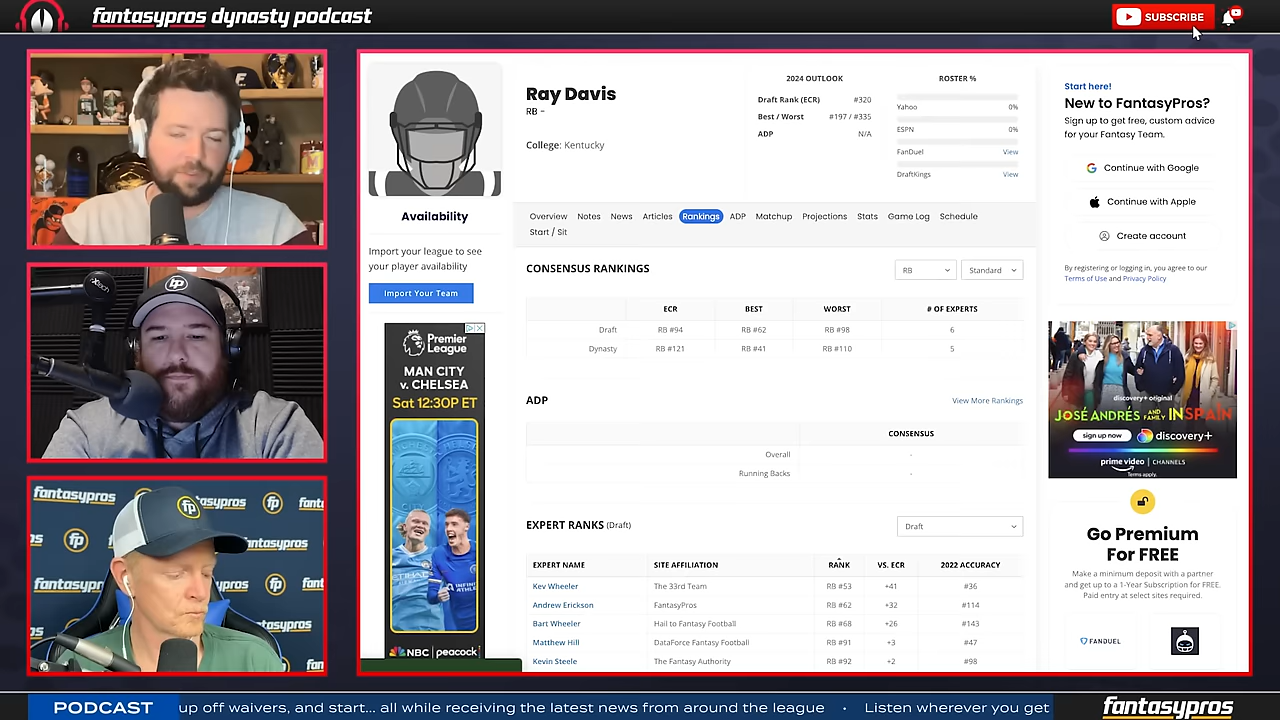 fantasypros dynasty podcast
SUBSCRIBE
Ray Davis
RB -
College: Kentucky
2024 OUTLOOK
Draft Rank (ECR) #320
Best / Worst #197 / #335
ADP N/A
ROSTER %
Yahoo 0%
ESPN 0%
FanDuel View
DraftKings View
Start here!
New to FantasyPros?
Sign up to get free, custom advice
for your Fantasy Team.
Continue with Google
Continue with Apple
Create account
By registering or logging in, you agree to our
Terms of Use and Privacy Policy
Availability
Import your league to see
your player availability
Import Your Team
Overview Notes News Articles Rankings ADP Matchup Projections Stats Game Log Schedule
Start / Sit
CONSENSUS RANKINGS
RB Standard
ECR BEST WORST # OF EXPERTS
Draft RB #94 RB #62 RB #98 6
Dynasty RB #121 RB #41 RB #110 5
ADP
View More Rankings
CONSENSUS
Overall -
Running Backs -
EXPERT RANKS (Draft)
Draft
EXPERT NAME SITE AFFILIATION RANK VS. ECR 2022 ACCURACY
Kev Wheeler The 33rd Team RB #53 +41 #36
Andrew Erickson FantasyPros RB #62 +32 #114
Bart Wheeler Hail to Fantasy Football RB #68 +26 #143
Matthew Hill DataForce Fantasy Football RB #91 +3 #47
Kevin Steele The Fantasy Authority RB #92 +2 #98
Premier
League
MAN CITY
v. CHELSEA
Sat 12:30P ET
NBC | peacock
discovery+ original
JOSÉ ANDRÉS AND FAMILY IN SPAIN
sign up now discovery+
prime video | CHANNELS
Terms apply.
Go Premium
For FREE
Make a minimum deposit with a partner
and get up to a 1-Year Subscription for FREE.
Paid entry at select sites required.
FANDUEL
xtech
fp
fantasypros
fp
PODCAST
up off waivers, and start... all while receiving the latest news from around the league • Listen wherever you get
fantasypros